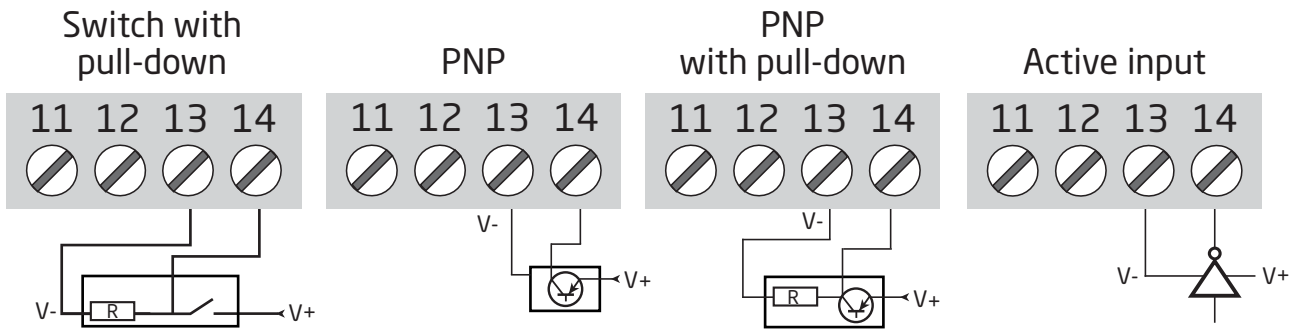 Switch with
pull-down
PNP
PNP
with pull-down
Active input
11 12 13 14
11 12 13 14
11 12 13 14
11 12 13 14
V-
R
V+
V-
V+
V-
R
V+
V-
V+